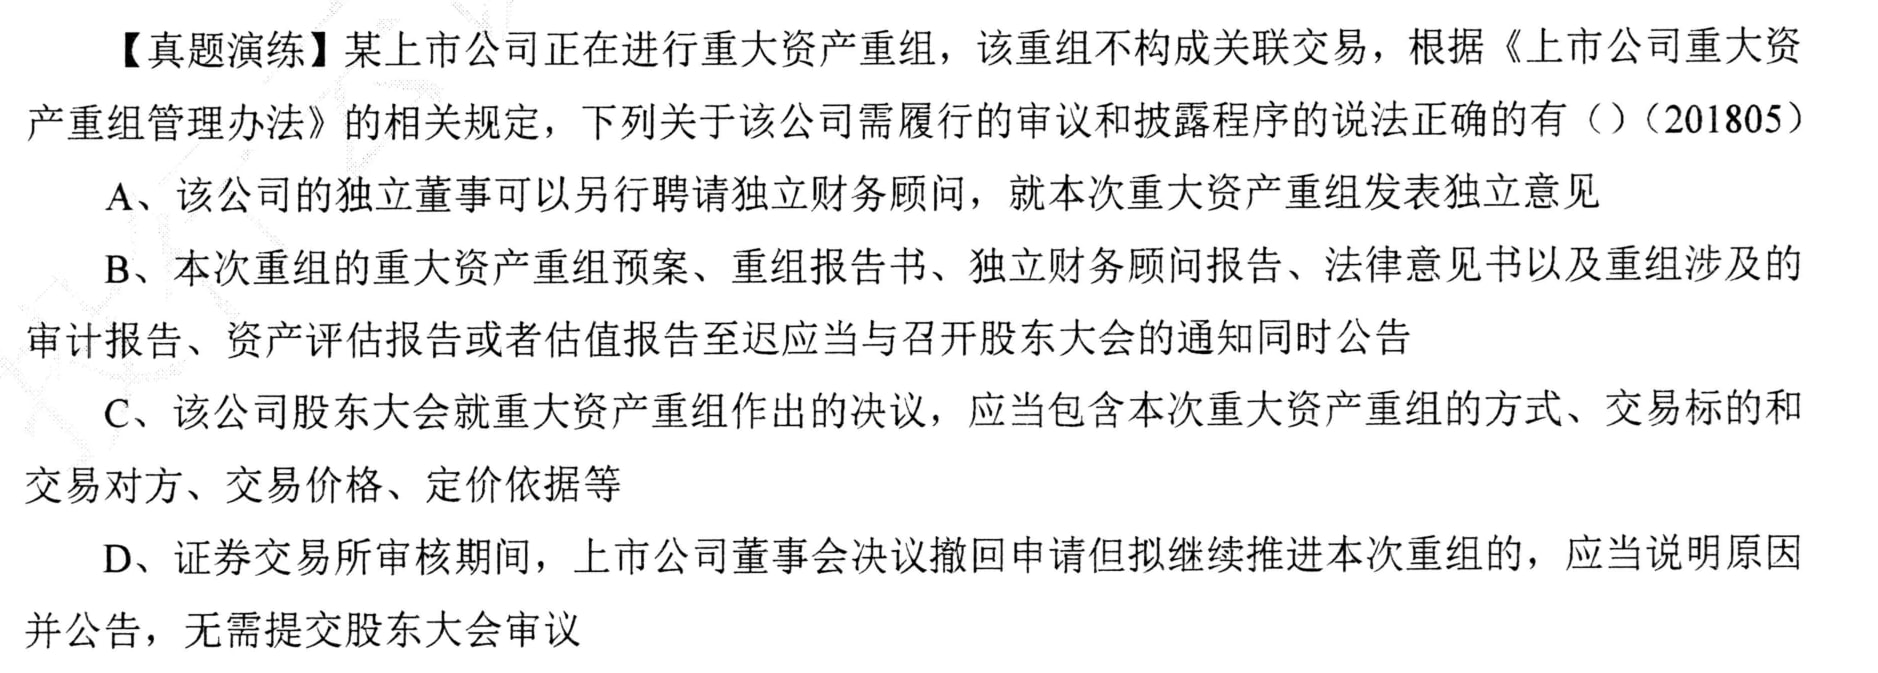 【真题演练】某上市公司正在进行重大资产重组，该重组不构成关联交易，根据《上市公司重大资
产重组管理办法》的相关规定，下列关于该公司需履行的审议和披露程序的说法正确的有（）（201805）
A、该公司的独立董事可以另行聘请独立财务顾问，就本次重大资产重组发表独立意见
B、本次重组的重大资产重组预案、重组报告书、独立财务顾问报告、法律意见书以及重组涉及的
审计报告、资产评估报告或者估值报告至迟应当与召开股东大会的通知同时公告
C、该公司股东大会就重大资产重组作出的决议，应当包含本次重大资产重组的方式、交易标的和
交易对方、交易价格、定价依据等
D、证券交易所审核期间，上市公司董事会决议撤回申请但拟继续推进本次重组的，应当说明原因
并公告，无需提交股东大会审议